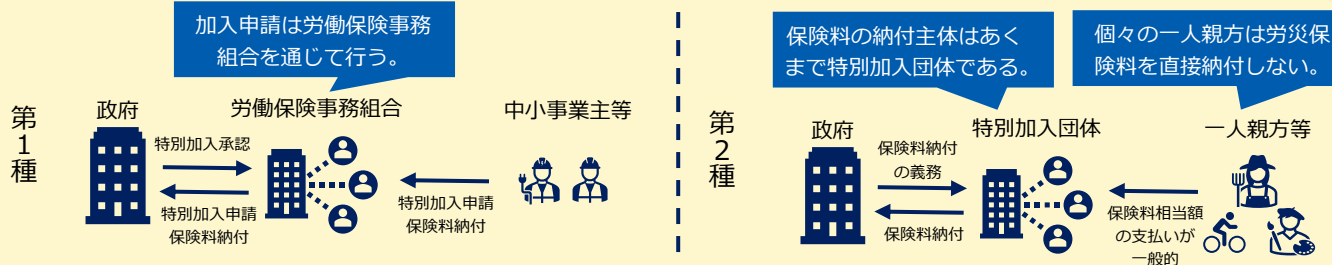 加入申請は労働保険事務
組合を通じて行う。
第1種
政府
労働保険事務組合
中小事業主等
特別加入承認
特別加入申請
保険料納付
特別加入申請
保険料納付
保険料の納付主体はあく
まで特別加入団体である。
個々の一人親方は労災保
険料を直接納付しない。
第2種
政府
特別加入団体
一人親方等
保険料納付
の義務
保険料納付
保険料相当額
の支払いが
一般的